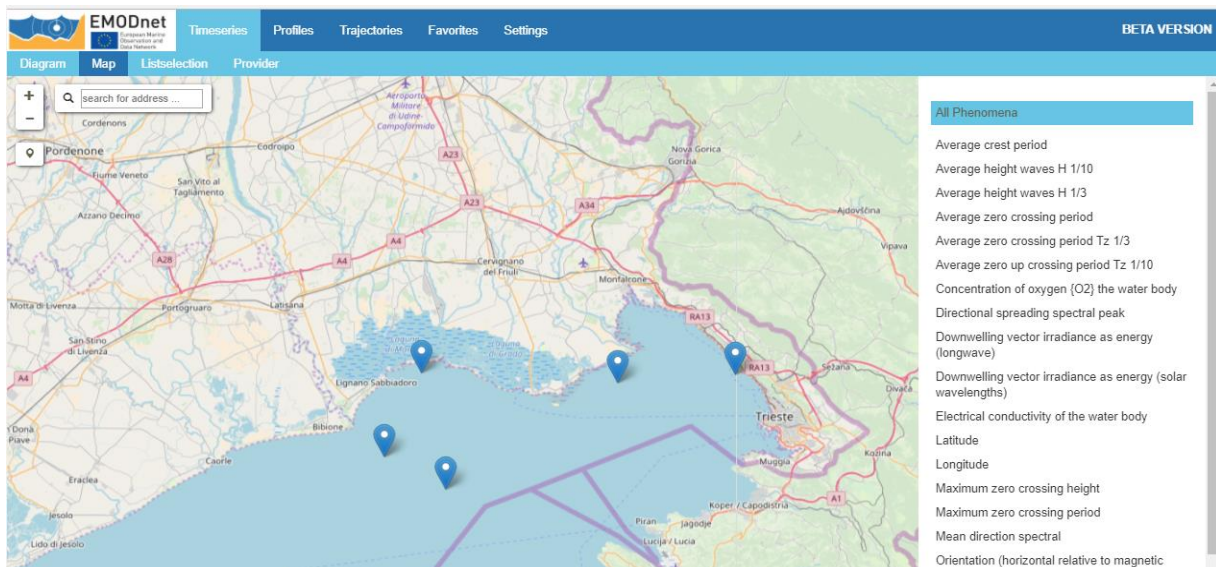 EMODnet
European Marine
Observation and
Data Network
Timeseries
Profiles
Trajectories
Favorites
Settings
BETA VERSION
Diagram
Map
Listselection
Provider
+
−
search for address ...
Aeroporto
Militare
di Udine-
Campoformido
Cordenons
Pordenone
Codroipo
A23
Nova Gorica
Gorizia
Fiume Veneto
San Vito al
Tagliamento
A23
A34
Azzano Decimo
Ajdovščina
A4
Vipava
A28
A4
Cervignano
del Friuli
Monfalcone
Motta di Livenza
Portogruaro
Latisana
RA13
San Stino
di Livenza
A4
Lignano Sabbiadoro
RA13
Sežana
Divača
Trieste
Bibione
Caorle
Muggia
Kozina
Eraclea
Koper / Capodistria
A1
Jesolo
Piran
Jagodje
Lido di Jesolo
Lucija / Lucia
All Phenomena
Average crest period
Average height waves H 1/10
Average height waves H 1/3
Average zero crossing period
Average zero crossing period Tz 1/3
Average zero up crossing period Tz 1/10
Concentration of oxygen {O2} the water body
Directional spreading spectral peak
Downwelling vector irradiance as energy
(longwave)
Downwelling vector irradiance as energy (solar
wavelengths)
Electrical conductivity of the water body
Latitude
Longitude
Maximum zero crossing height
Maximum zero crossing period
Mean direction spectral
Orientation (horizontal relative to magnetic